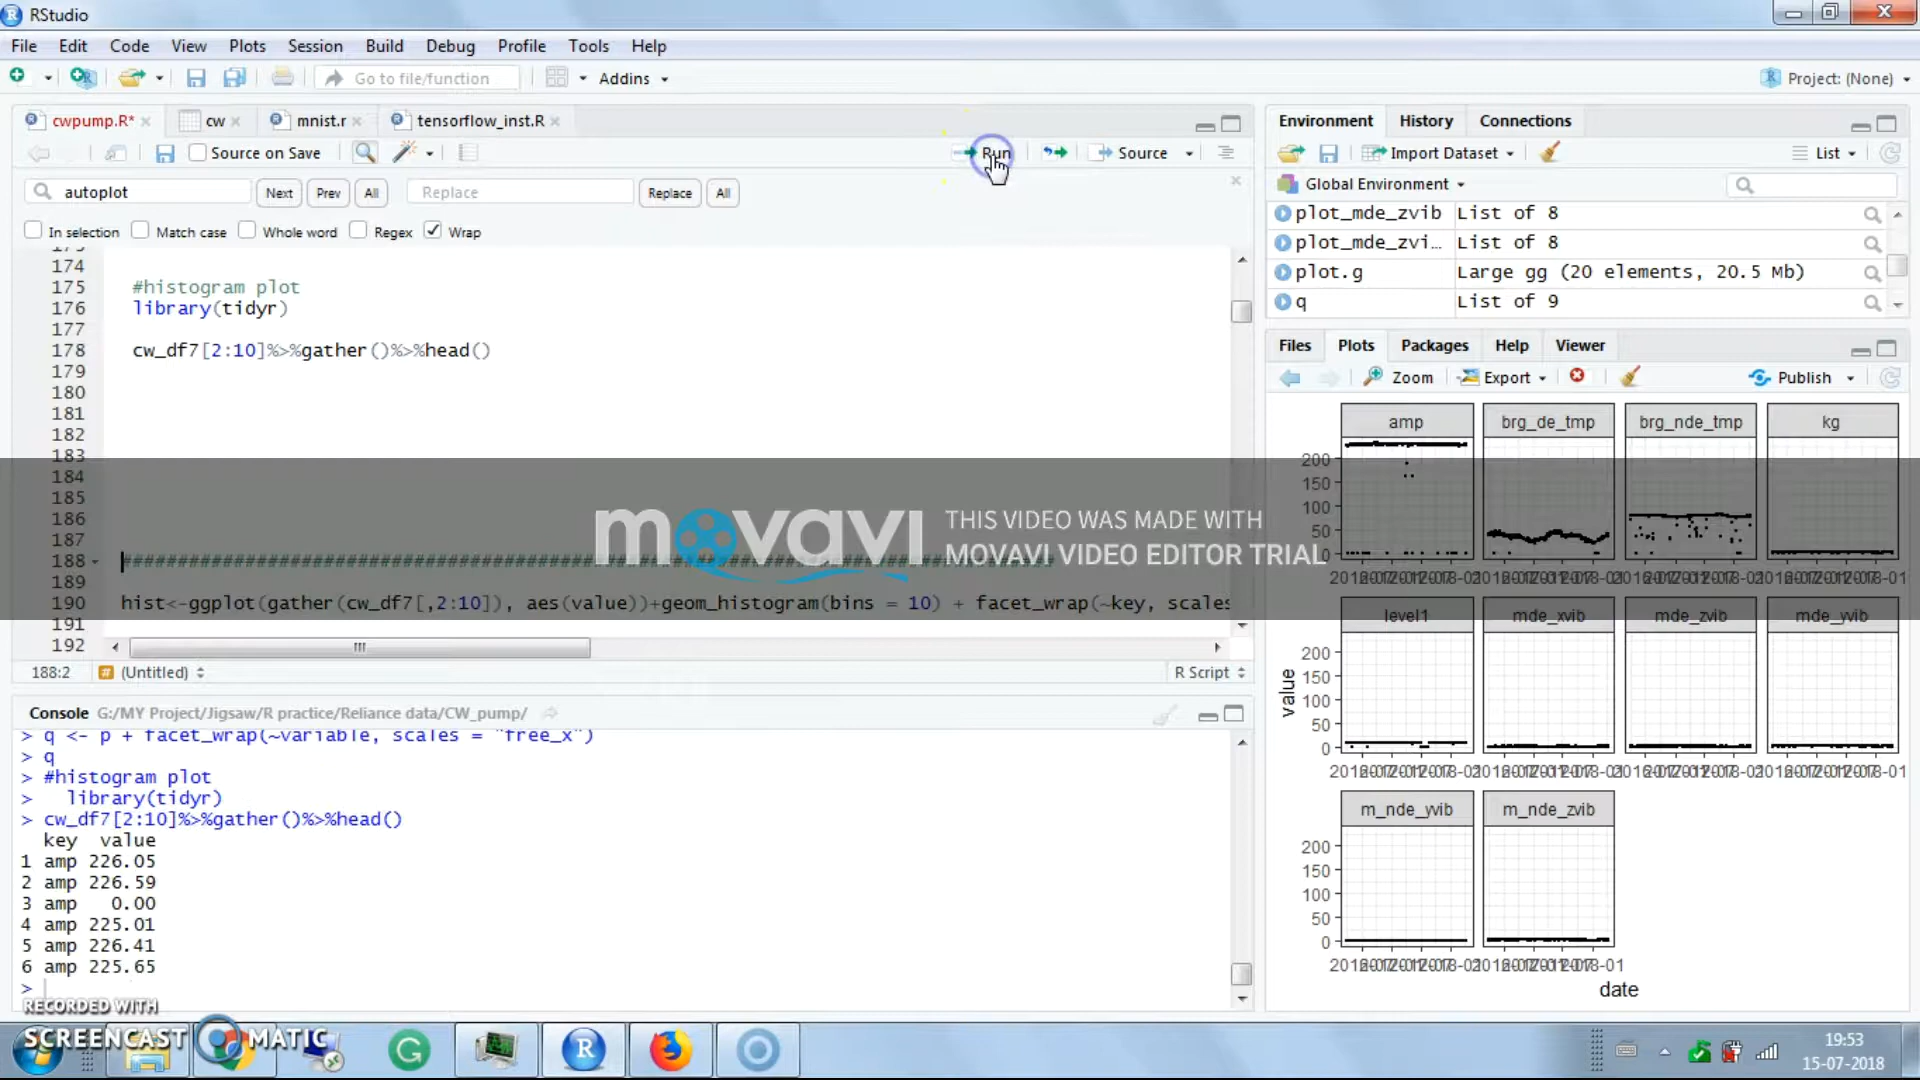 RStudio
File Edit Code View Plots Session Build Debug Profile Tools Help
Go to file/function Addins Project: (None)
cwpump.R* cw mnist.r tensorflow_inst.R
Source on Save Run Source
autoplot Next Prev All Replace Replace All
In selection Match case Whole word Regex Wrap
174
175 #histogram plot
176 library(tidyr)
177
178 cw_df7[2:10]%>%gather()%>%head()
179
180
181
182
183
184
185
186
187
188
189
190 hist<-ggplot(gather(cw_df7[,2:10]), aes(value))+geom_histogram(bins = 10) + facet_wrap(~key, scales
191
192
188:2 (Untitled) R Script
movavi THIS VIDEO WAS MADE WITH
MOVAVI VIDEO EDITOR TRIAL
Console G:/MY Project/Jigsaw/R practice/Reliance data/CW_pump/
> q <- p + facet_wrap(~variable, scales = "free_x")
> q
> #histogram plot
> library(tidyr)
> cw_df7[2:10]%>%gather()%>%head()
key value
1 amp 226.05
2 amp 226.59
3 amp 0.00
4 amp 225.01
5 amp 226.41
6 amp 225.65
>
Environment History Connections
Import Dataset List
Global Environment
plot_mde_zvib List of 8
plot_mde_zvi… List of 8
plot.g Large gg (20 elements, 20.5 Mb)
q List of 9
Files Plots Packages Help Viewer
Zoom Export Publish
amp brg_de_tmp brg_nde_tmp kg
200
150
100
50
0
level1 mde_xvib mde_zvib mde_yvib
200
150
100
50
0
value
m_nde_yvib m_nde_zvib
200
150
100
50
0
date
RECORDED WITH
SCREENCAST MATIC
19:53
15-07-2018